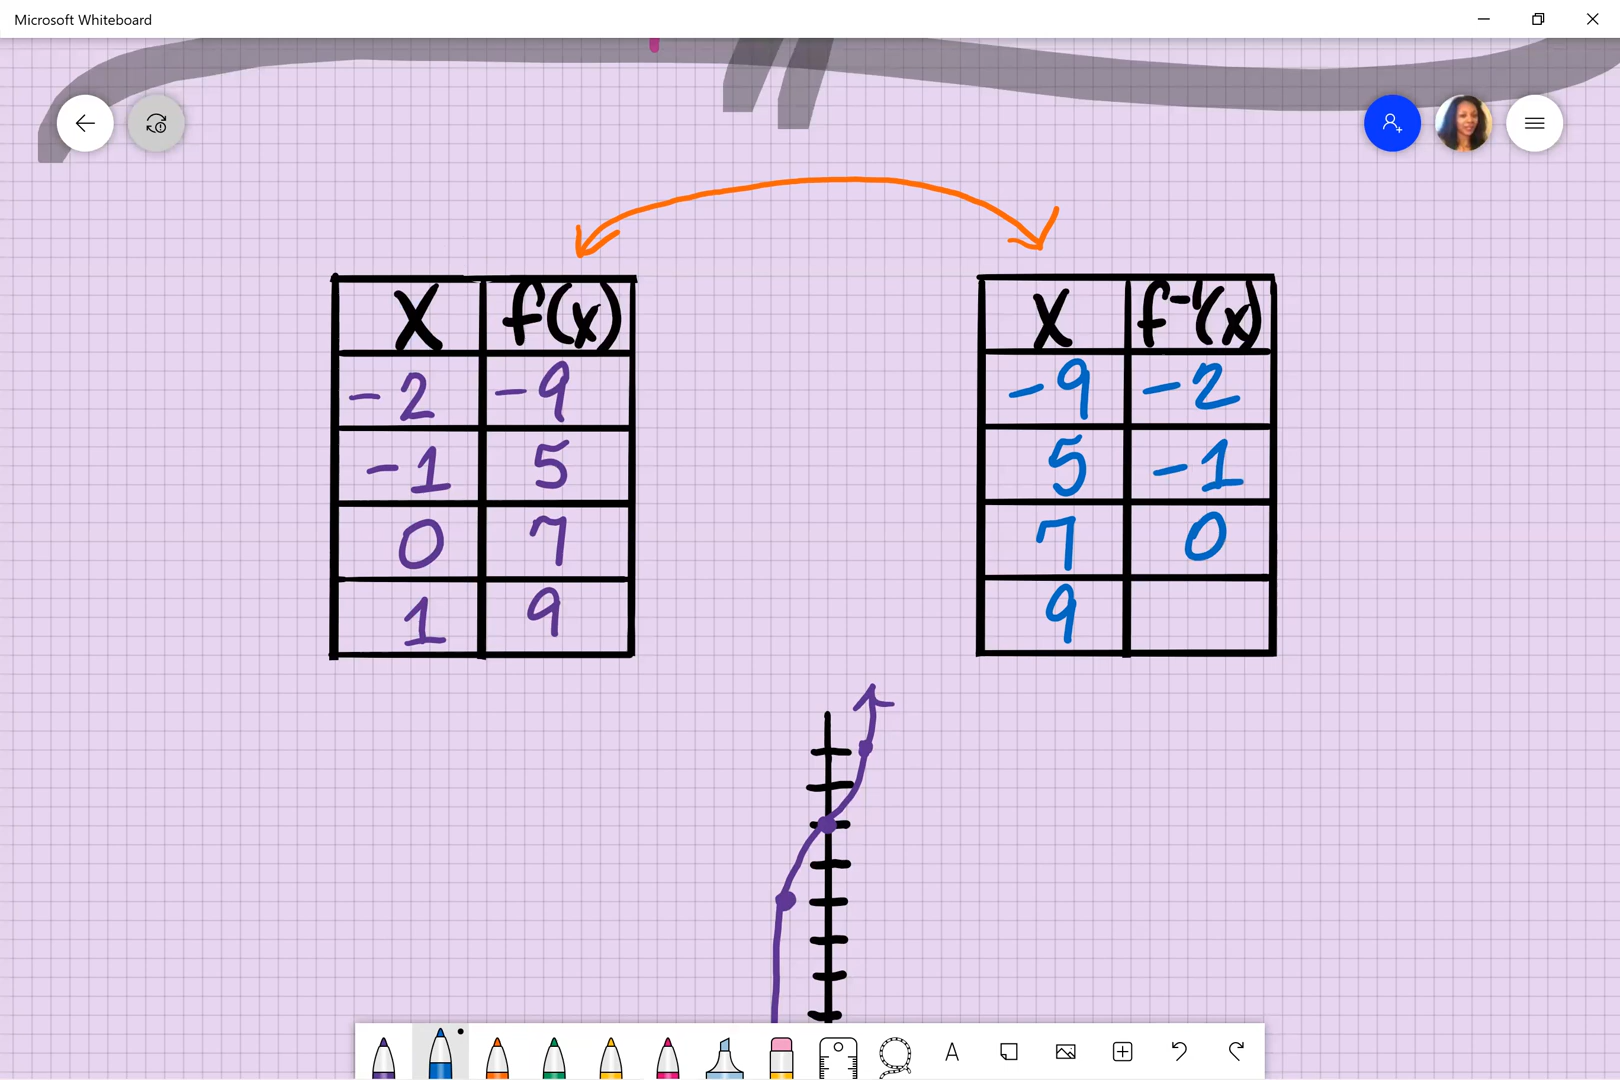 Microsoft Whiteboard
X f(x)
-2 -9
-1 5
0 7
1 9
X f⁻¹(x)
-9 -2
5 -1
7 0
9
A